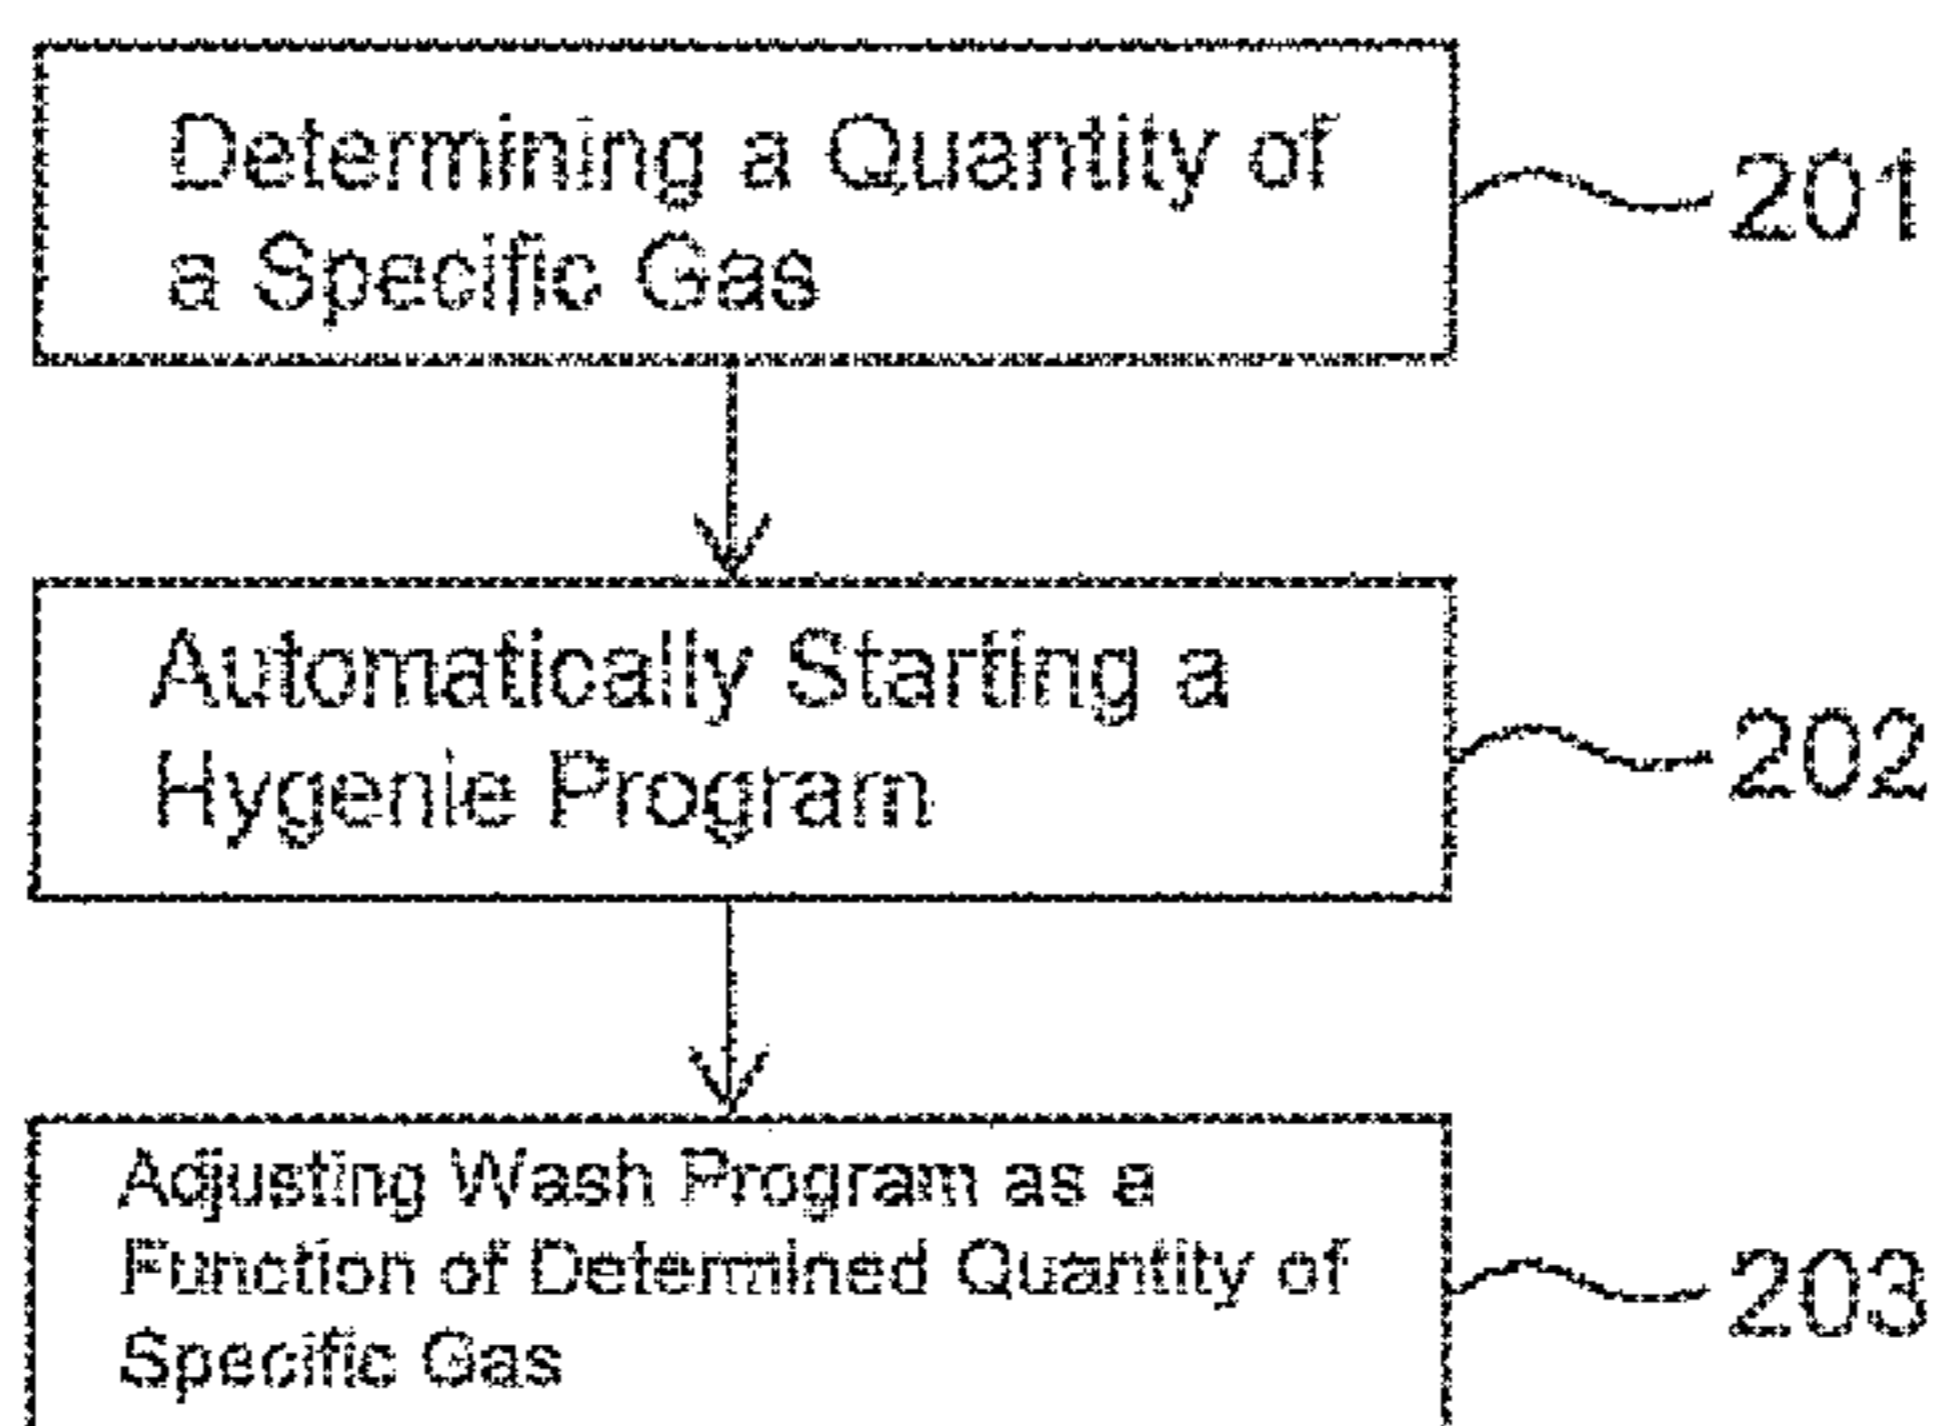 Determining a Quantity of
a Specific Gas
201
Automatically Starting a
Hygenie Program
202
Adjusting Wash Program as a
Function of Determined Quantity of
Specific Gas
203